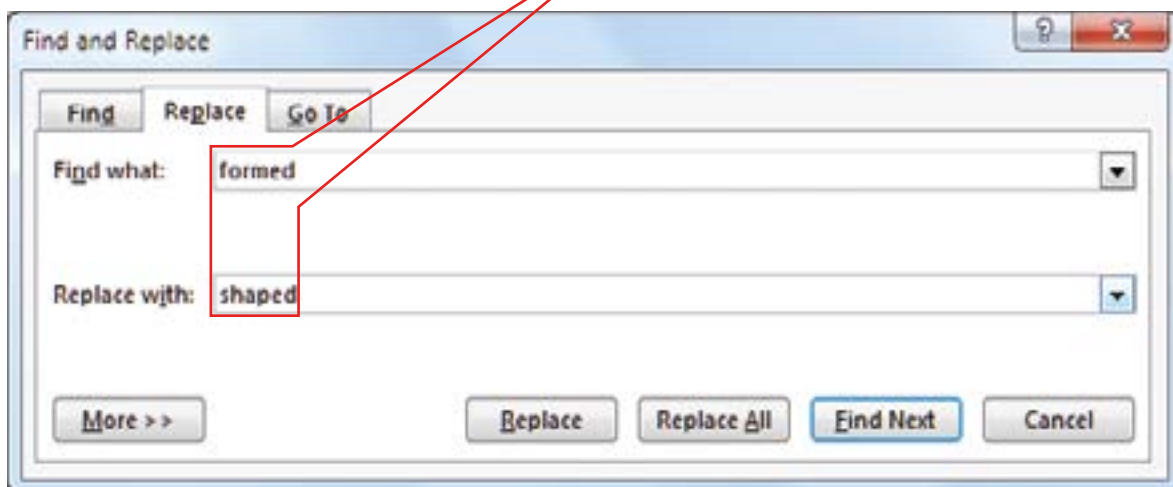 Find and Replace
Find Replace Go To
Find what: formed
Replace with: shaped
More >> Replace Replace All Find Next Cancel